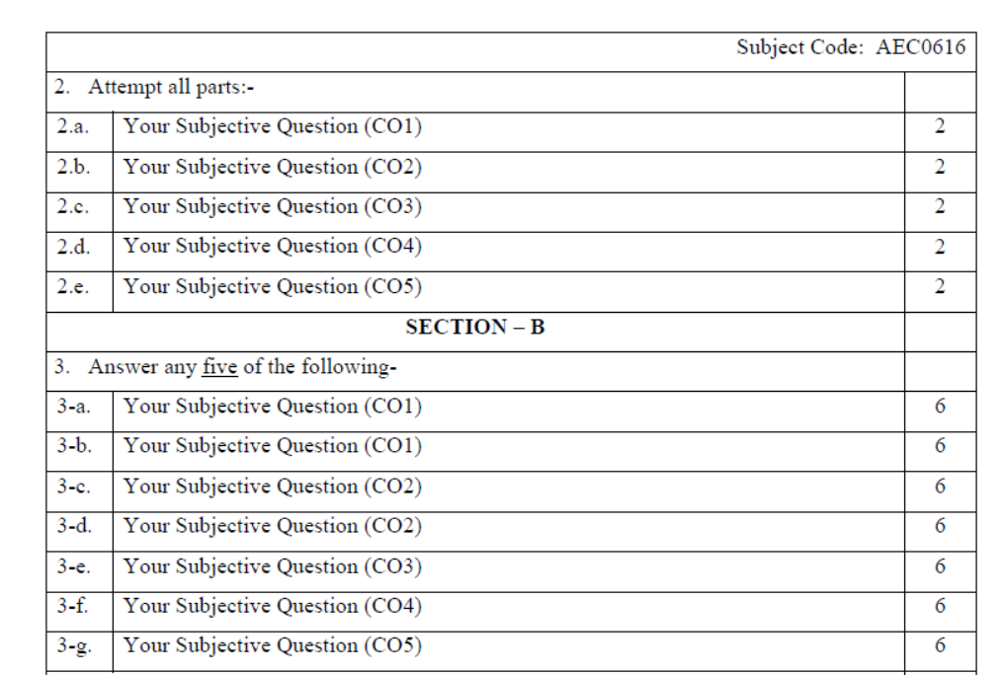 Subject Code: AEC0616
2. Attempt all parts:-
2.a. Your Subjective Question (CO1) 2
2.b. Your Subjective Question (CO2) 2
2.c. Your Subjective Question (CO3) 2
2.d. Your Subjective Question (CO4) 2
2.e. Your Subjective Question (CO5) 2
SECTION – B
3. Answer any five of the following-
3-a. Your Subjective Question (CO1) 6
3-b. Your Subjective Question (CO1) 6
3-c. Your Subjective Question (CO2) 6
3-d. Your Subjective Question (CO2) 6
3-e. Your Subjective Question (CO3) 6
3-f. Your Subjective Question (CO4) 6
3-g. Your Subjective Question (CO5) 6